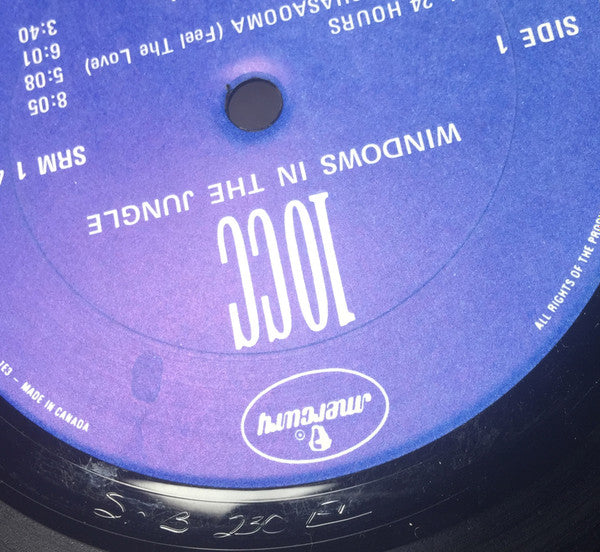 mercury
10CC
WINDOWS IN THE JUNGLE
SIDE 1
SRM 1
24 HOURS
8:05
(Feel The Love)
5:08
6:01
3:40
ALL RIGHTS OF THE
MADE IN CANADA